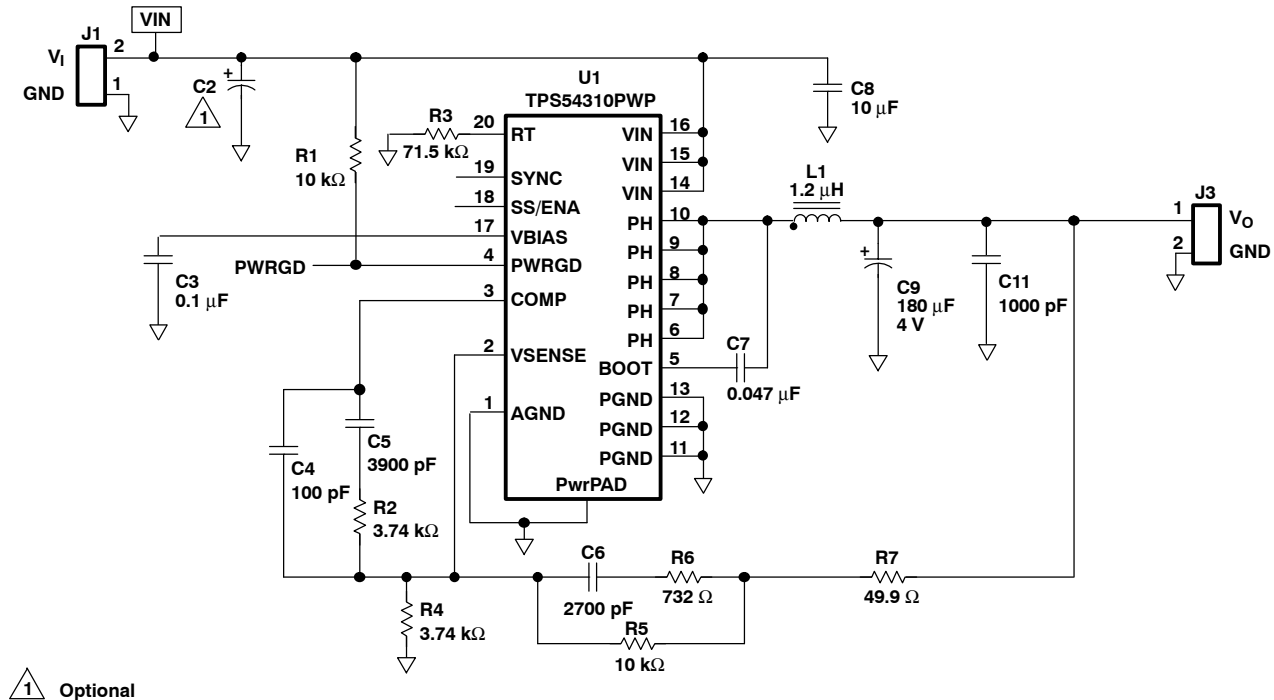 VIN
J1
VI
2
GND
1
C2
+
1
R1
10 kΩ
R3
71.5 kΩ
U1
TPS54310PWP
20 RT
19 SYNC
18 SS/ENA
17 VBIAS
4 PWRGD
3 COMP
2 VSENSE
1 AGND
VIN 16
VIN 15
VIN 14
PH 10
PH 9
PH 8
PH 7
PH 6
BOOT 5
PGND 13
PGND 12
PGND 11
PwrPAD
C8
10 μF
L1
1.2 μH
J3
1
VO
2
GND
C3
0.1 μF
PWRGD
+
C9
180 μF
4 V
C11
1000 pF
C7
0.047 μF
C4
100 pF
C5
3900 pF
R2
3.74 kΩ
R4
3.74 kΩ
C6
2700 pF
R6
732 Ω
R5
10 kΩ
R7
49.9 Ω
1 Optional